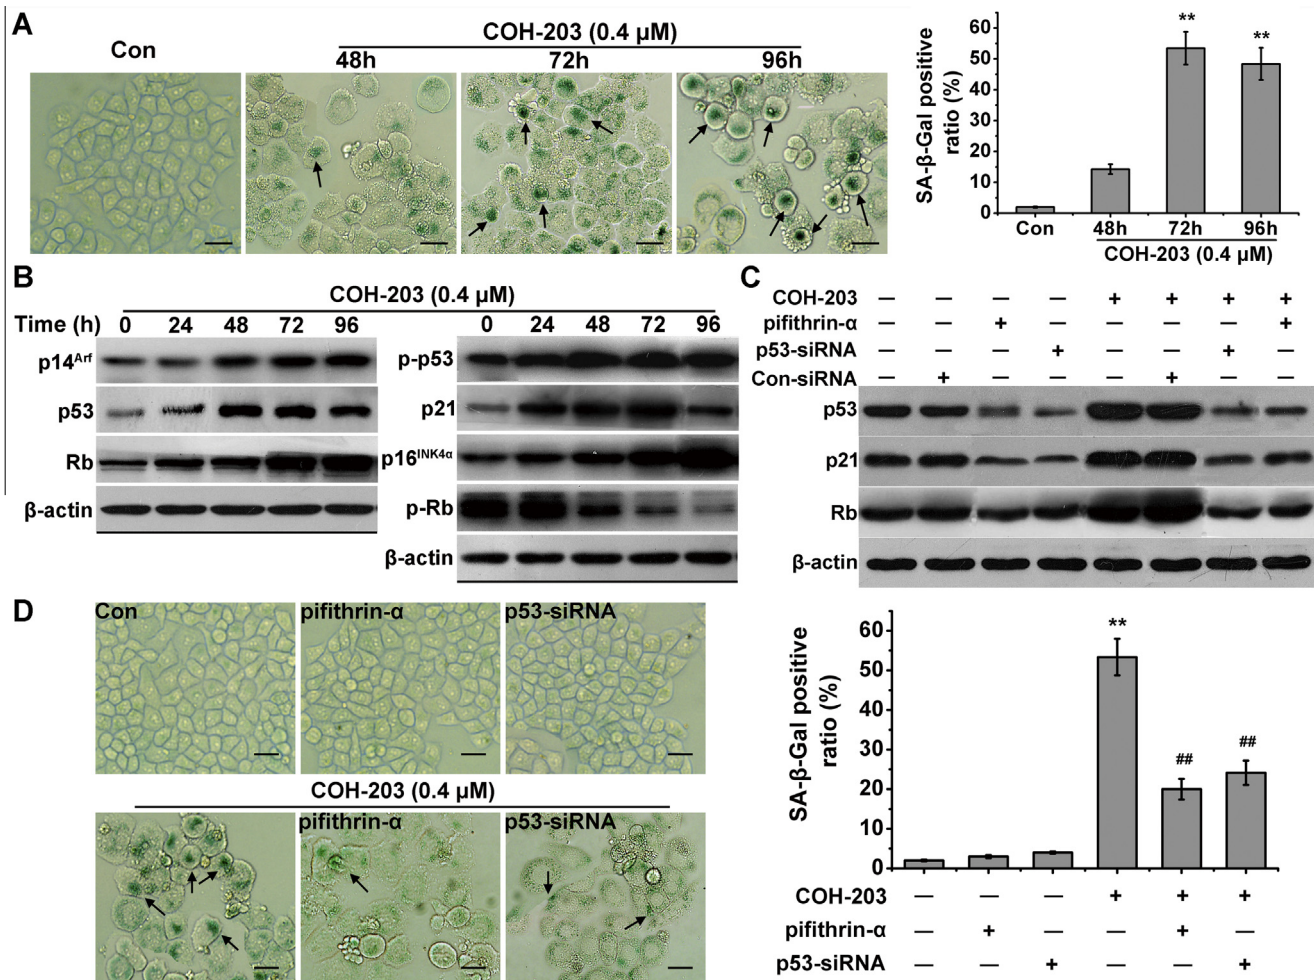 A
Con
COH-203 (0.4 μM)
48h
72h
96h
SA-β-Gal positive
ratio (%)
60
50
40
30
20
10
0
**
**
Con
48h
72h
96h
COH-203 (0.4 μM)
B
COH-203 (0.4 μM)
Time (h) 0 24 48 72 96
0 24 48 72 96
p14Arf
p53
Rb
β-actin
p-p53
p21
p16INK4α
p-Rb
β-actin
C
COH-203 — — — — + + + +
pifithrin-α — — + — — — — +
p53-siRNA — — — + — — + —
Con-siRNA — + — — — + — —
p53
p21
Rb
β-actin
D
Con
pifithrin-α
p53-siRNA
COH-203 (0.4 μM)
pifithrin-α
p53-siRNA
SA-β-Gal positive
ratio (%)
60
50
40
30
20
10
0
**
##
##
COH-203 — — — + + +
pifithrin-α — + — — + —
p53-siRNA — — + — — +